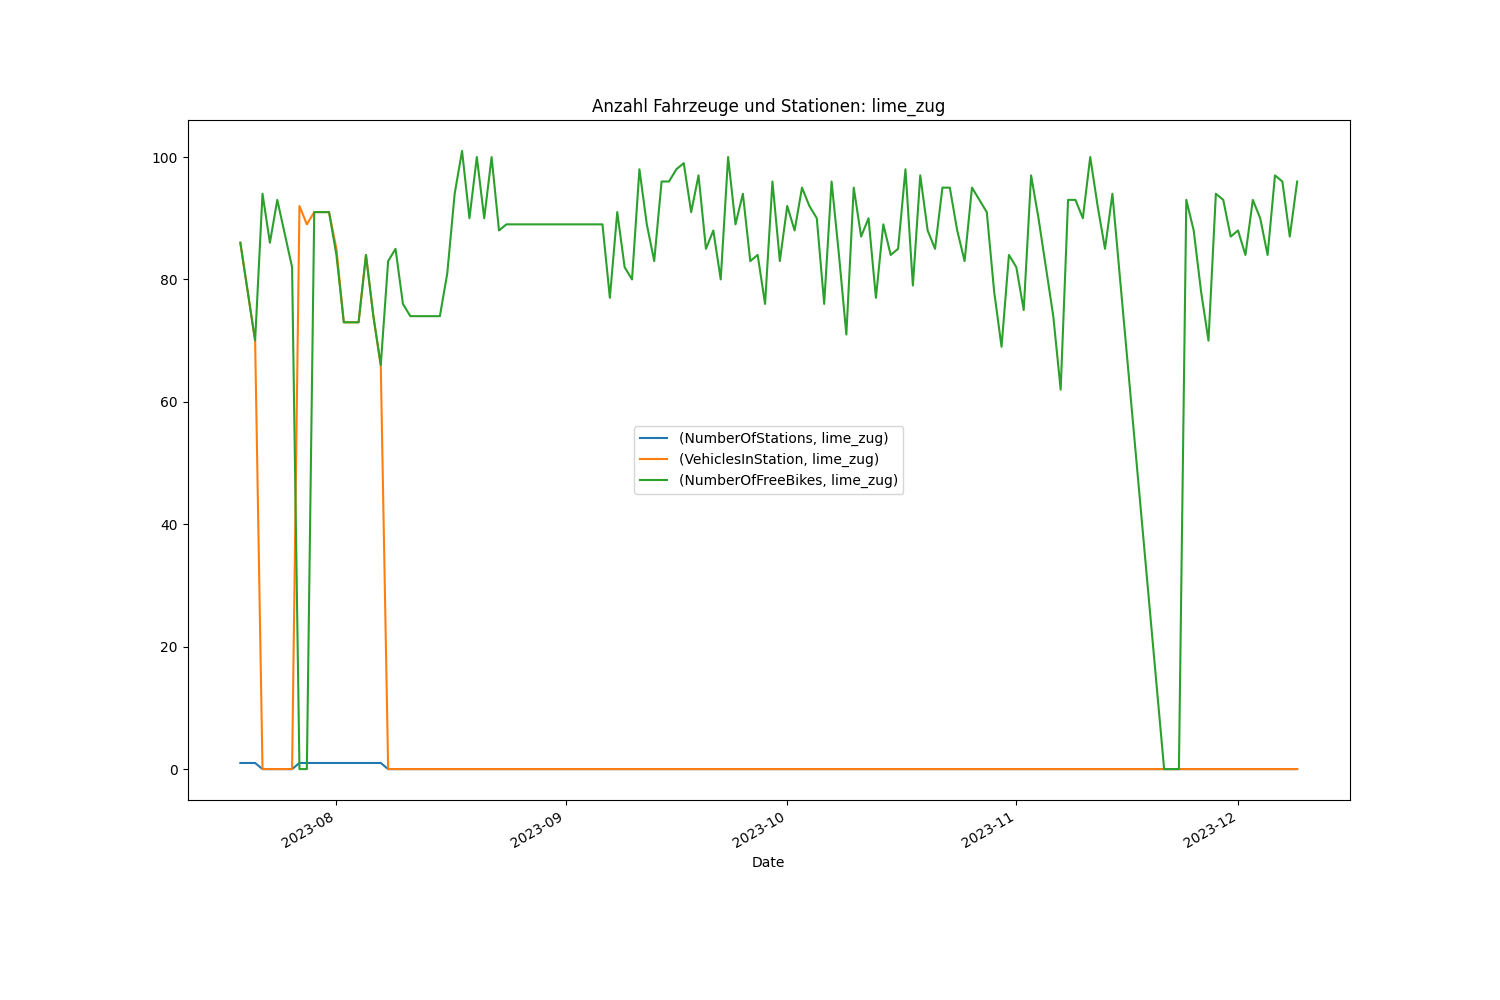 Anzahl Fahrzeuge und Stationen: lime_zug
100
80
60
40
20
0
(NumberOfStations, lime_zug)
(VehiclesInStation, lime_zug)
(NumberOfFreeBikes, lime_zug)
2023-08
2023-09
2023-10
2023-11
2023-12
Date